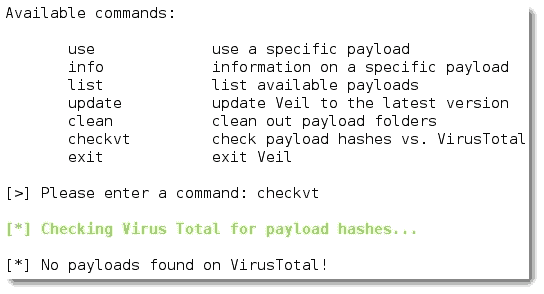 Available commands:
use use a specific payload
info information on a specific payload
list list available payloads
update update Veil to the latest version
clean clean out payload folders
checkvt check payload hashes vs. VirusTotal
exit exit Veil
[>] Please enter a command: checkvt
[*] Checking Virus Total for payload hashes...
[*] No payloads found on VirusTotal!